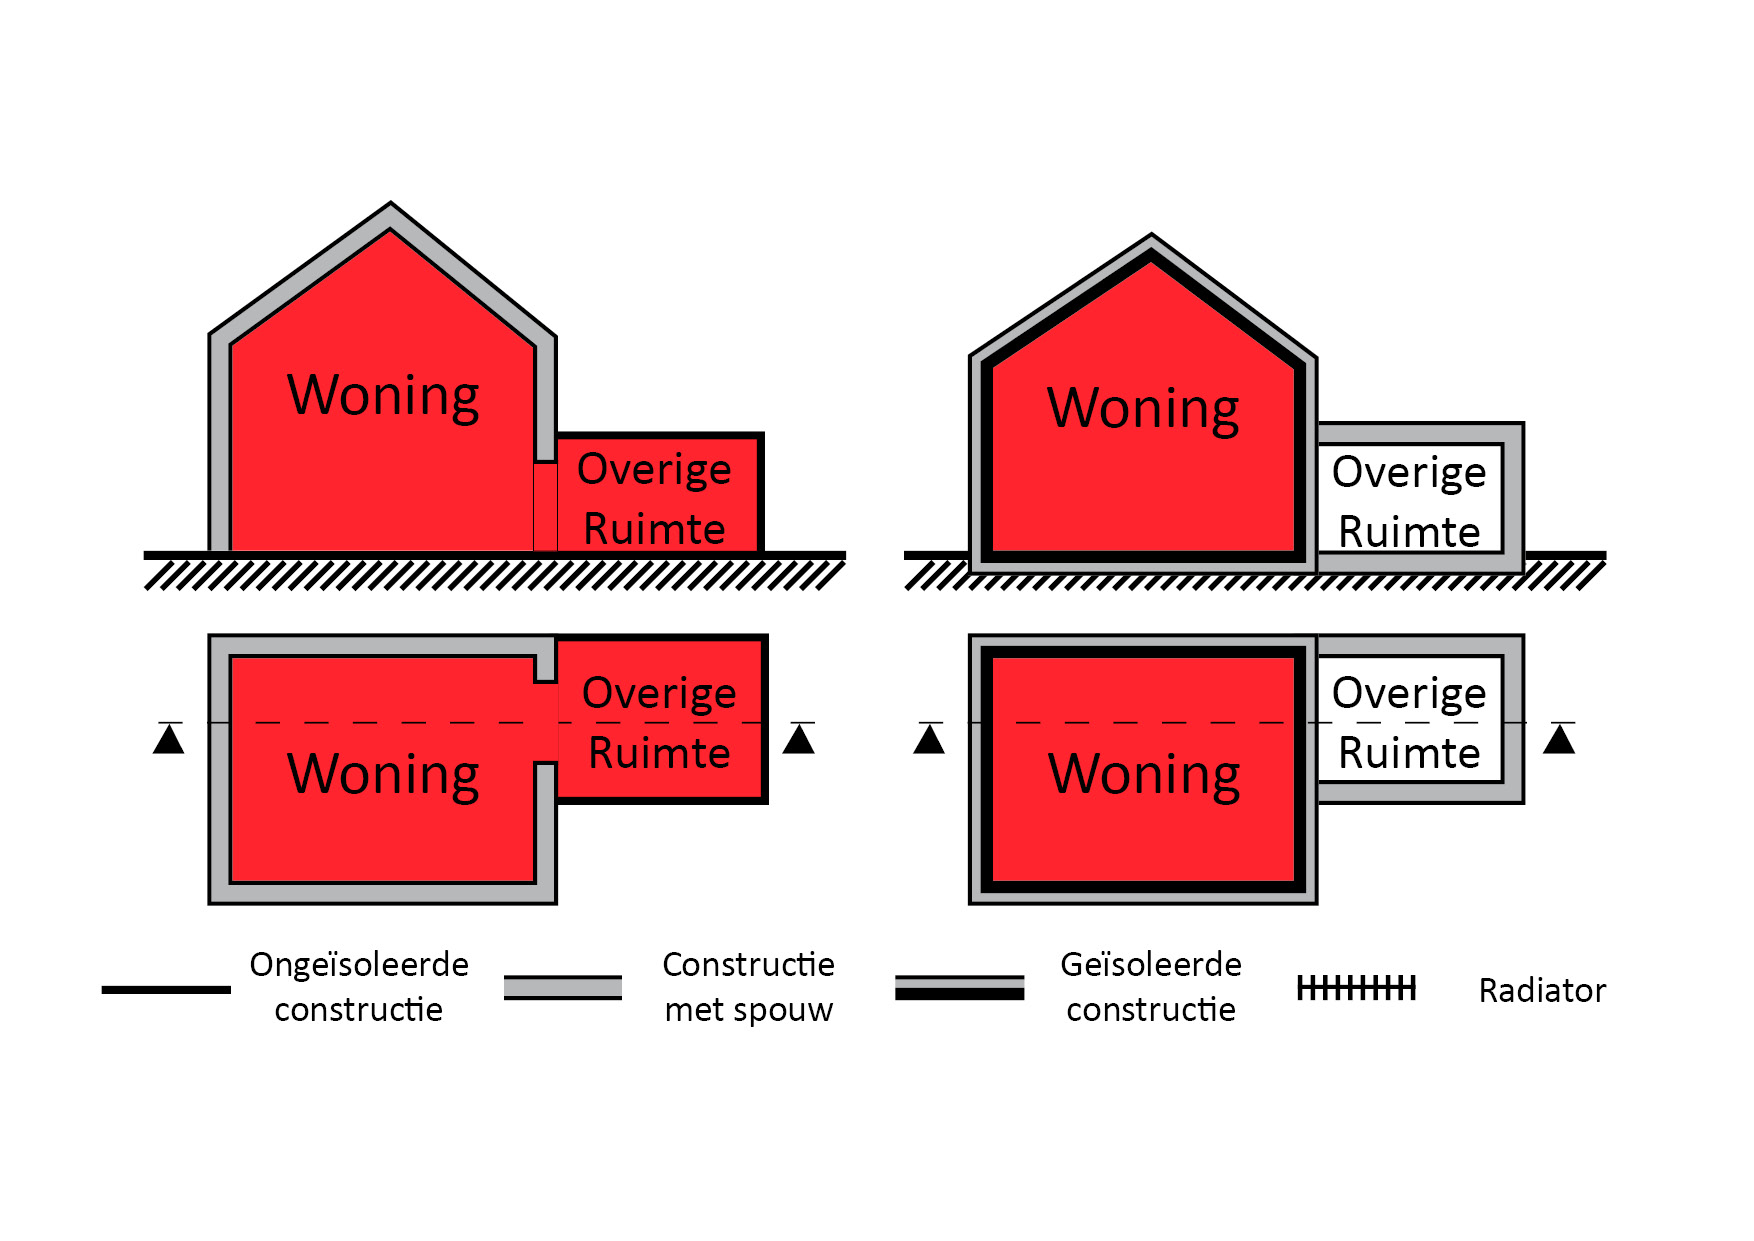 Woning
Overige
Ruimte
Woning
Overige
Ruimte
Woning
Overige
Ruimte
Woning
Overige
Ruimte
Ongeïsoleerde
constructie
Constructie
met spouw
Geïsoleerde
constructie
Radiator